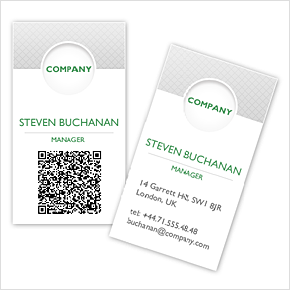 COMPANY
STEVEN BUCHANAN
MANAGER
COMPANY
STEVEN BUCHANAN
MANAGER
14 Garrett Hill, SW1 8JR
London, UK
tel: +44.71.555.48.48
buchanan@company.com